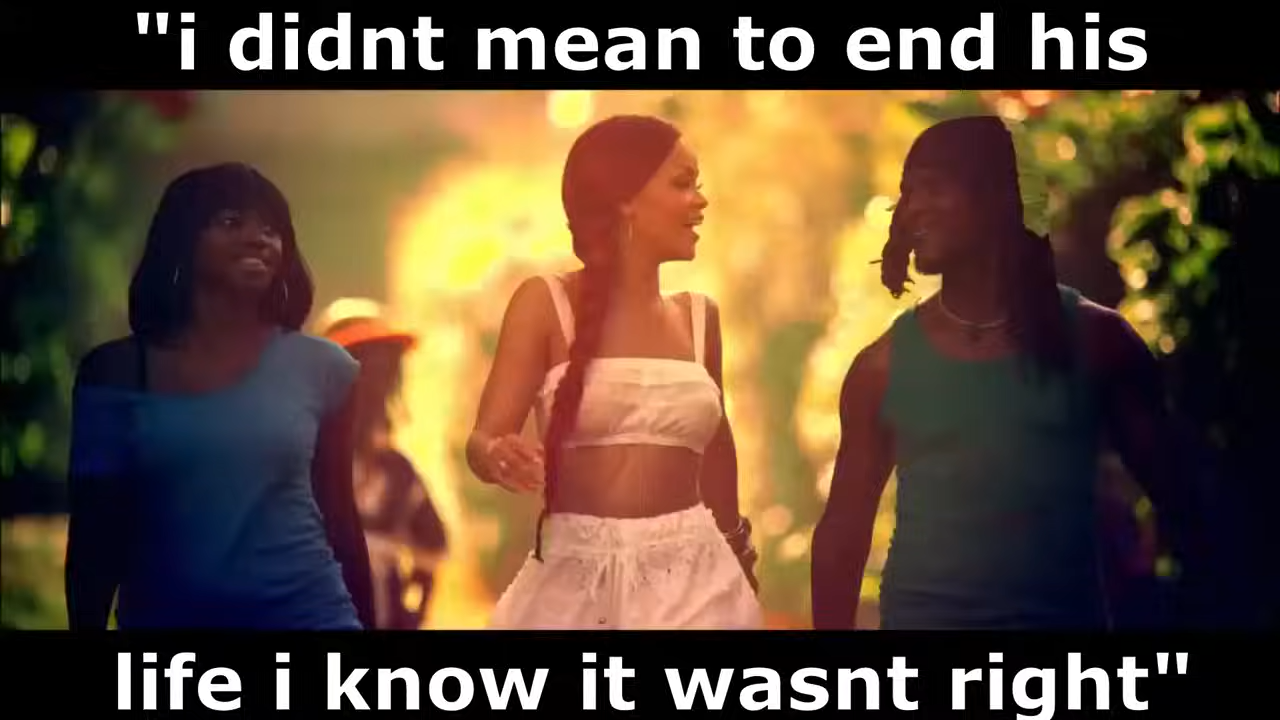 "i didnt mean to end his
life i know it wasnt right"